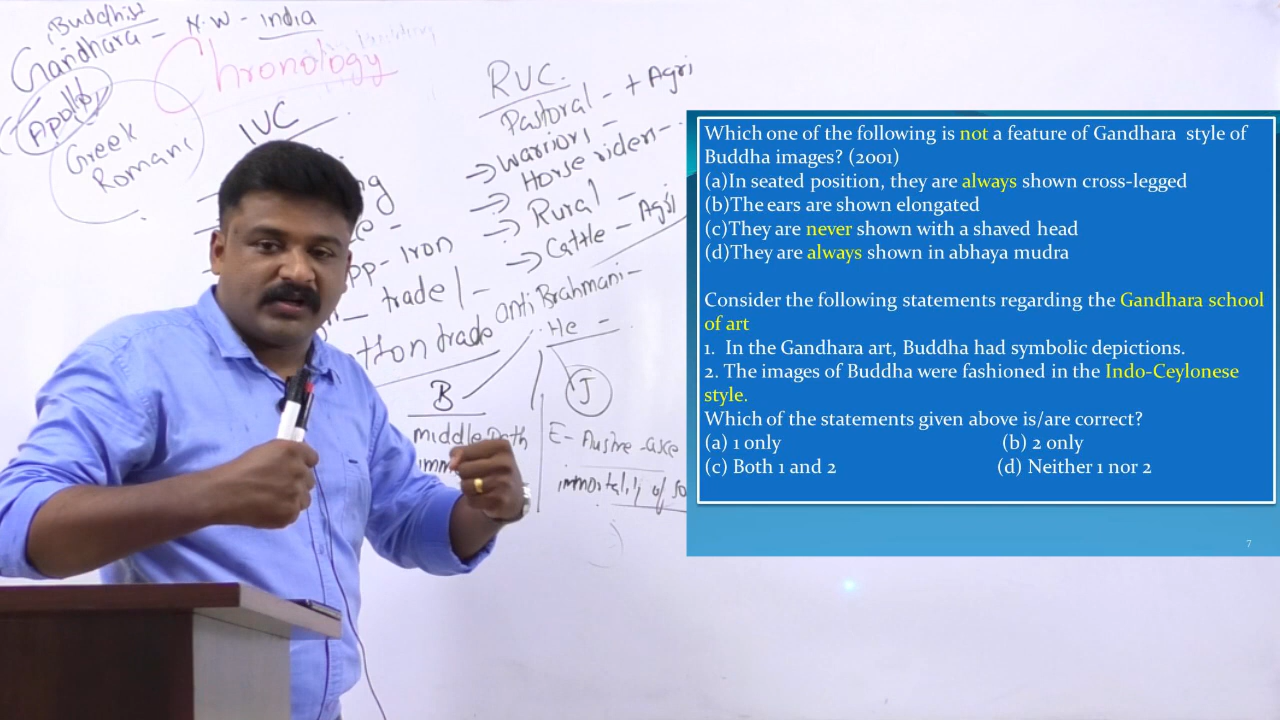 Buddhist
Gandhara - N.W - India
Chronology
Apollo
Greek
Romani
IVC
RVC.
Pastoral - + Agri
→ Warriors -
→ Horse riders -
→ Rural -
→ Cattle - Agri
Iron
trade
trade
anti Brahmani-
He -
B
middle Path
J
E-
immortality of
Which one of the following is not a feature of Gandhara style of
Buddha images? (2001)
(a)In seated position, they are always shown cross-legged
(b)The ears are shown elongated
(c)They are never shown with a shaved head
(d)They are always shown in abhaya mudra
Consider the following statements regarding the Gandhara school
of art
1. In the Gandhara art, Buddha had symbolic depictions.
2. The images of Buddha were fashioned in the Indo-Ceylonese
style.
Which of the statements given above is/are correct?
(a) 1 only (b) 2 only
(c) Both 1 and 2 (d) Neither 1 nor 2
7